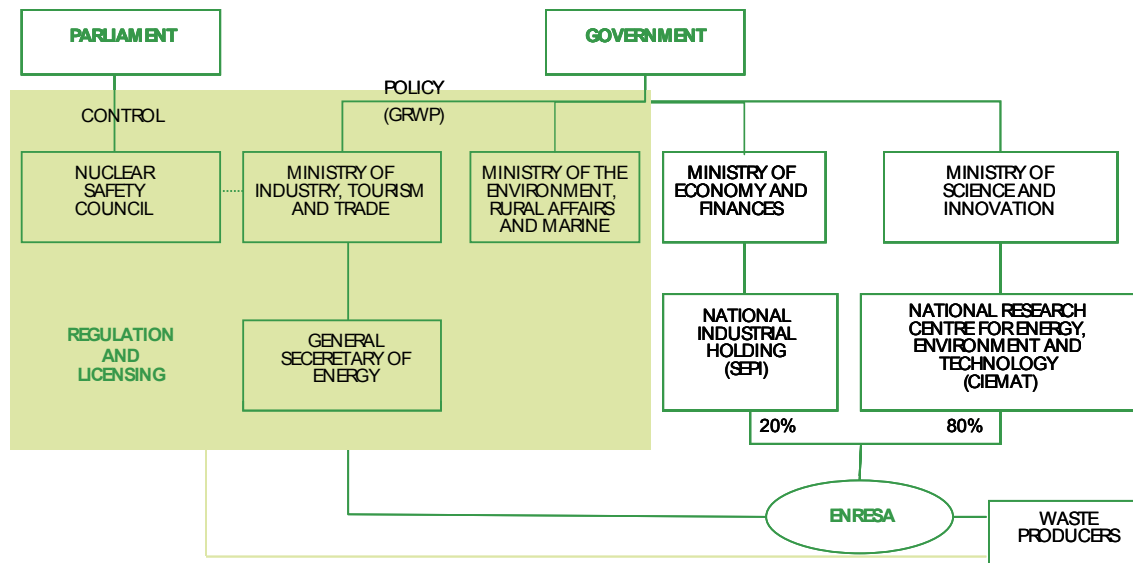 PARLIAMENT
GOVERNMENT
POLICY
(GRWP)
CONTROL
NUCLEAR
SAFETY
COUNCIL
MINISTRY OF
INDUSTRY, TOURISM
AND TRADE
MINISTRY OF THE
ENVIRONMENT,
RURAL AFFAIRS
AND MARINE
MINISTRY OF
ECONOMY AND
FINANCES
MINISTRY OF
SCIENCE AND
INNOVATION
REGULATION
AND
LICENSING
GENERAL
SECRETARY OF
ENERGY
NATIONAL
INDUSTRIAL
HOLDING
(SEPI)
NATIONAL RESEARCH
CENTRE FOR ENERGY,
ENVIRONMENT AND
TECHNOLOGY
(CIEMAT)
20%
80%
ENRESA
WASTE
PRODUCERS